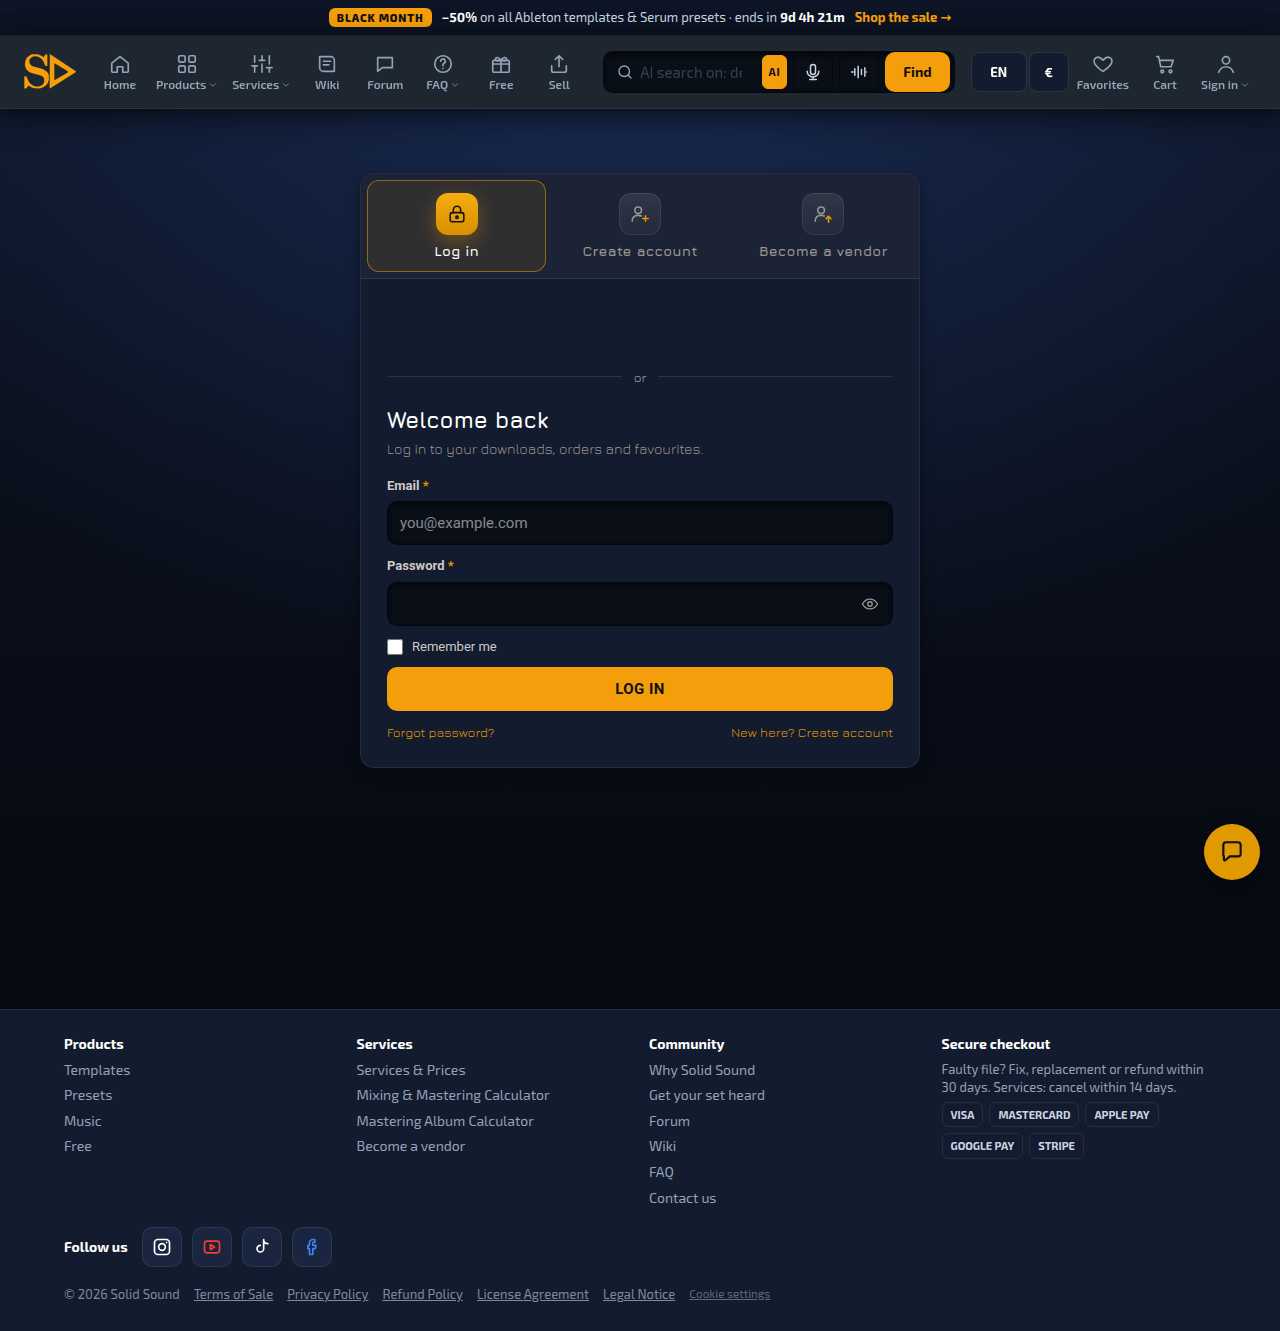 BLACK MONTH −50% on all Ableton templates & Serum presets · ends in 9d 4h 21m Shop the sale →
Home Products Services Wiki Forum FAQ Free Sell AI search on: dr AI Find EN € Favorites Cart Sign in
Log in Create account Become a vendor
or
Welcome back
Log in to your downloads, orders and favourites.
Email *
you@example.com
Password *
Remember me
LOG IN
Forgot password? New here? Create account
Products
Templates
Presets
Music
Free
Services
Services & Prices
Mixing & Mastering Calculator
Mastering Album Calculator
Become a vendor
Community
Why Solid Sound
Get your set heard
Forum
Wiki
FAQ
Contact us
Secure checkout
Faulty file? Fix, replacement or refund within
30 days. Services: cancel within 14 days.
VISA MASTERCARD APPLE PAY
GOOGLE PAY STRIPE
Follow us
© 2026 Solid Sound Terms of Sale Privacy Policy Refund Policy License Agreement Legal Notice Cookie settings